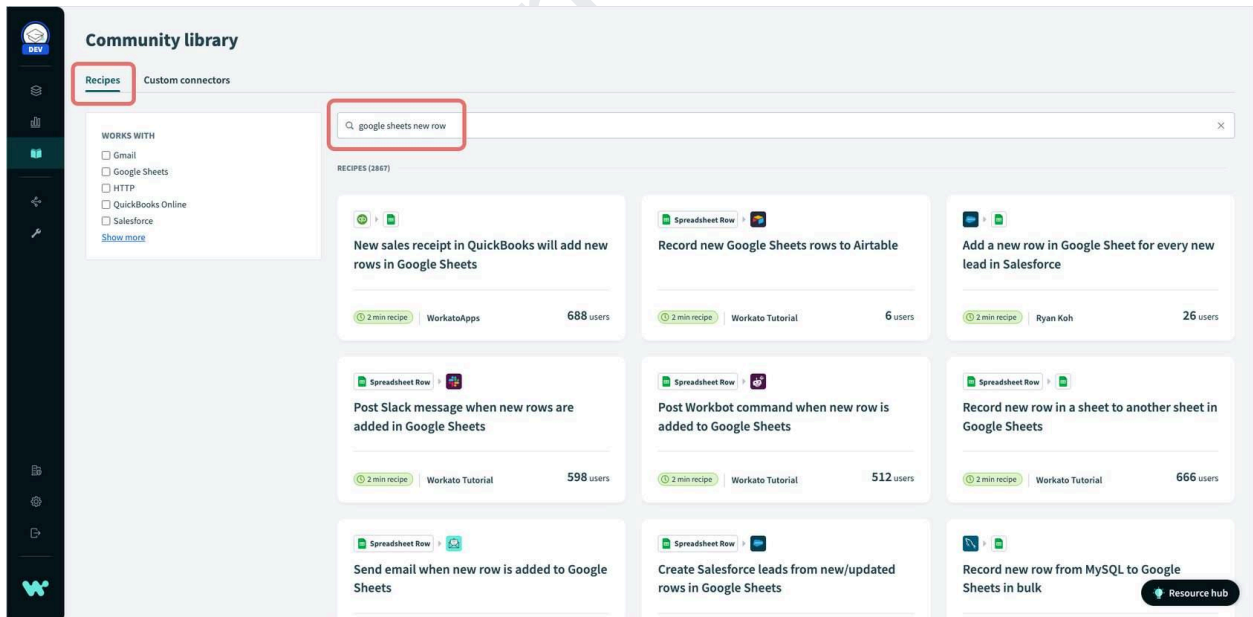 DEV
Community library
Recipes
Custom connectors
WORKS WITH
Gmail
Google Sheets
HTTP
QuickBooks Online
Salesforce
Show more
google sheets new row
RECIPES (2867)
qb
New sales receipt in QuickBooks will add new
rows in Google Sheets
2 min recipe
WorkatoApps
688 users
Spreadsheet Row
Record new Google Sheets rows to Airtable
2 min recipe
Workato Tutorial
6 users
Add a new row in Google Sheet for every new
lead in Salesforce
2 min recipe
Ryan Koh
26 users
Spreadsheet Row
Post Slack message when new rows are
added in Google Sheets
2 min recipe
Workato Tutorial
598 users
Spreadsheet Row
Post Workbot command when new row is
added to Google Sheets
2 min recipe
Workato Tutorial
512 users
Spreadsheet Row
Record new row in a sheet to another sheet in
Google Sheets
2 min recipe
Workato Tutorial
666 users
Spreadsheet Row
Send email when new row is added to Google
Sheets
Spreadsheet Row
Create Salesforce leads from new/updated
rows in Google Sheets
Record new row from MySQL to Google
Sheets in bulk
Resource hub